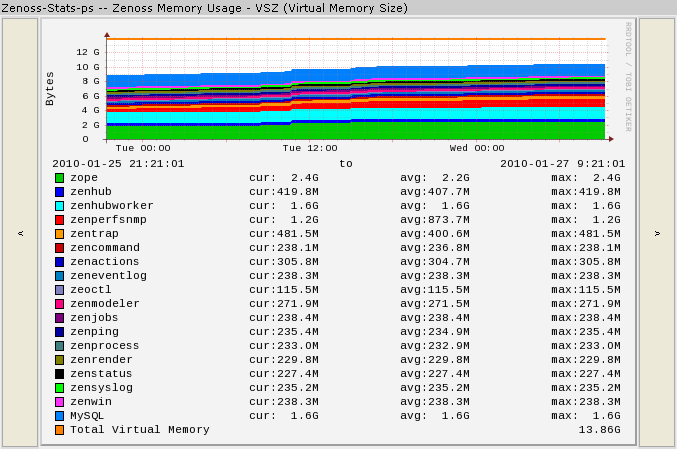 Zenoss-Stats-ps -- Zenoss Memory Usage - VSZ (Virtual Memory Size)
RRDTOOL / TOBI OETIKER
Bytes
12 G
10 G
8 G
6 G
4 G
2 G
0
Tue 00:00 Tue 12:00 Wed 00:00
2010-01-25 21:21:01 to 2010-01-27 9:21:01
zope cur: 2.4G avg: 2.2G max: 2.4G
zenhub cur:419.8M avg:407.7M max:419.8M
zenhubworker cur: 1.6G avg: 1.6G max: 1.6G
zenperfsnmp cur: 1.2G avg:873.7M max: 1.2G
zentrap cur:481.5M avg:400.6M max:481.5M
zencommand cur:238.1M avg:236.8M max:238.1M
zenactions cur:305.8M avg:304.7M max:305.8M
zeneventlog cur:238.3M avg:238.3M max:238.3M
zeoctl cur:115.5M avg:115.5M max:115.5M
zenmodeler cur:271.9M avg:271.5M max:271.9M
zenjobs cur:238.4M avg:238.4M max:238.4M
zenping cur:235.4M avg:234.9M max:235.4M
zenprocess cur:233.0M avg:232.9M max:233.0M
zenrender cur:229.8M avg:229.8M max:229.8M
zenstatus cur:227.4M avg:227.4M max:227.4M
zensyslog cur:235.2M avg:235.2M max:235.2M
zenwin cur:238.3M avg:238.3M max:238.3M
MySQL cur: 1.6G avg: 1.6G max: 1.6G
Total Virtual Memory 13.86G